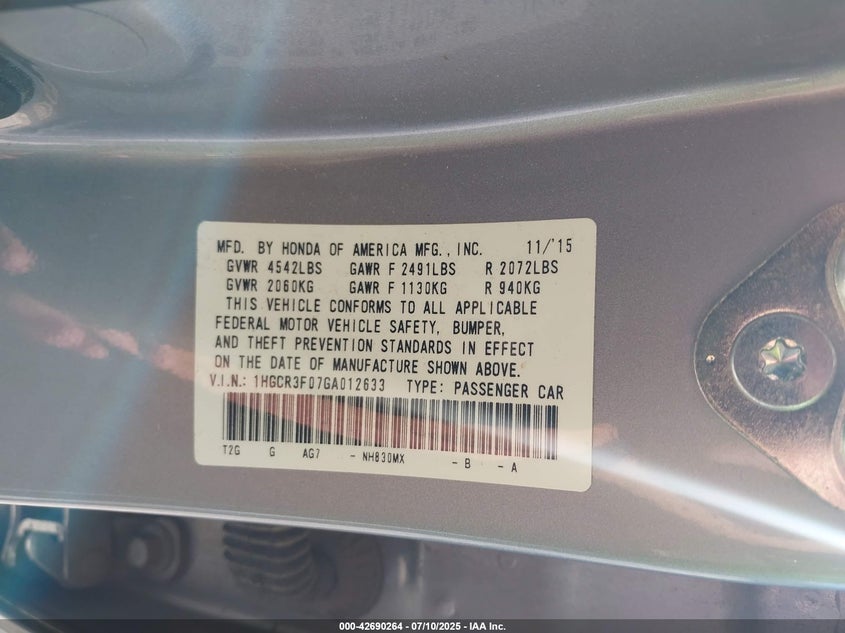 MFD. BY HONDA OF AMERICA MFG., INC. 11/'15
GVWR 4542LBS GAWR F 2491LBS R 2072LBS
GVWR 2060KG GAWR F 1130KG R 940KG
THIS VEHICLE CONFORMS TO ALL APPLICABLE
FEDERAL MOTOR VEHICLE SAFETY, BUMPER,
AND THEFT PREVENTION STANDARDS IN EFFECT
ON THE DATE OF MANUFACTURE SHOWN ABOVE.
V.I.N.: 1HGCR3F07GA012633 TYPE: PASSENGER CAR
T2G G AG7 - NH830MX - B - A
000-42690264 / 07/10/2025 - IAA Inc.